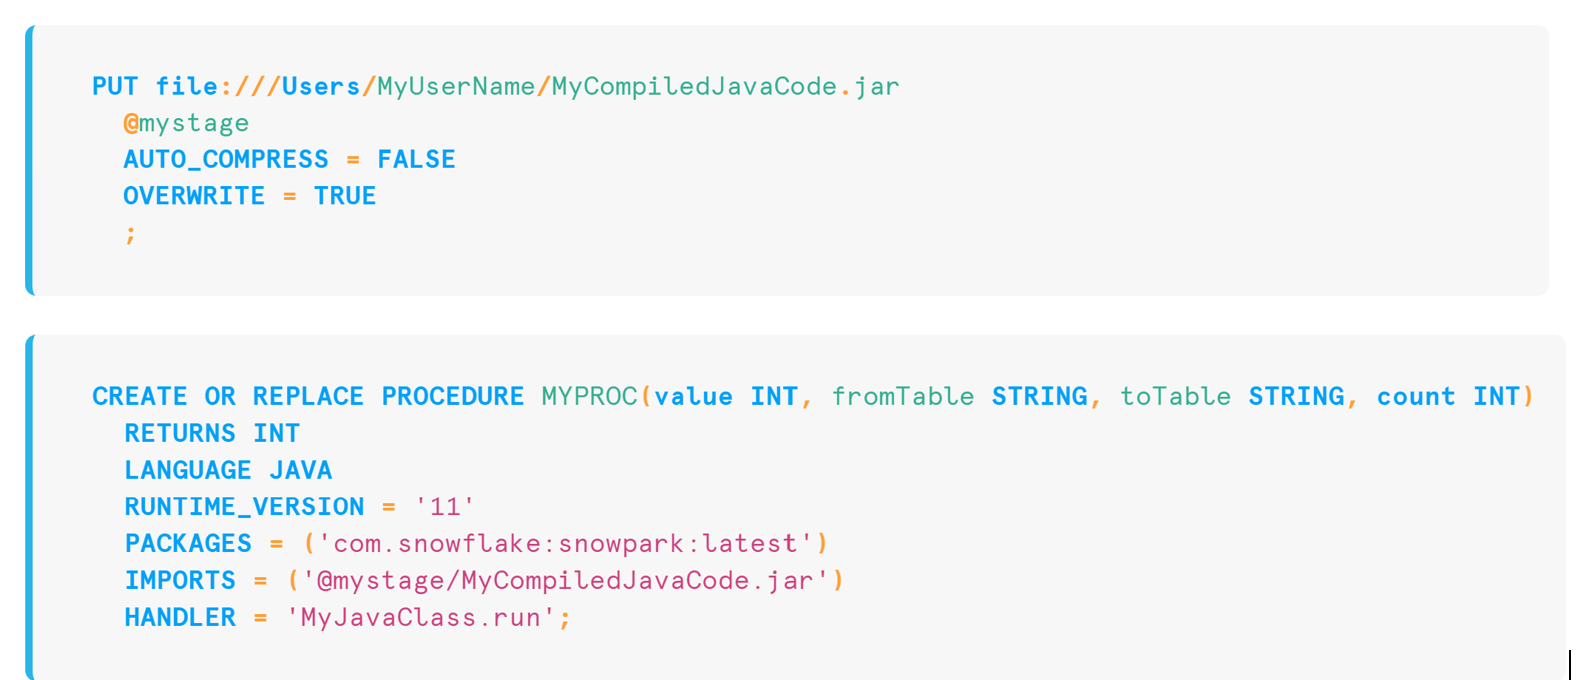 PUT file:///Users/MyUserName/MyCompiledJavaCode.jar
  @mystage
  AUTO_COMPRESS = FALSE
  OVERWRITE = TRUE
  ;
CREATE OR REPLACE PROCEDURE MYPROC(value INT, fromTable STRING, toTable STRING, count INT)
  RETURNS INT
  LANGUAGE JAVA
  RUNTIME_VERSION = '11'
  PACKAGES = ('com.snowflake:snowpark:latest')
  IMPORTS = ('@mystage/MyCompiledJavaCode.jar')
  HANDLER = 'MyJavaClass.run';